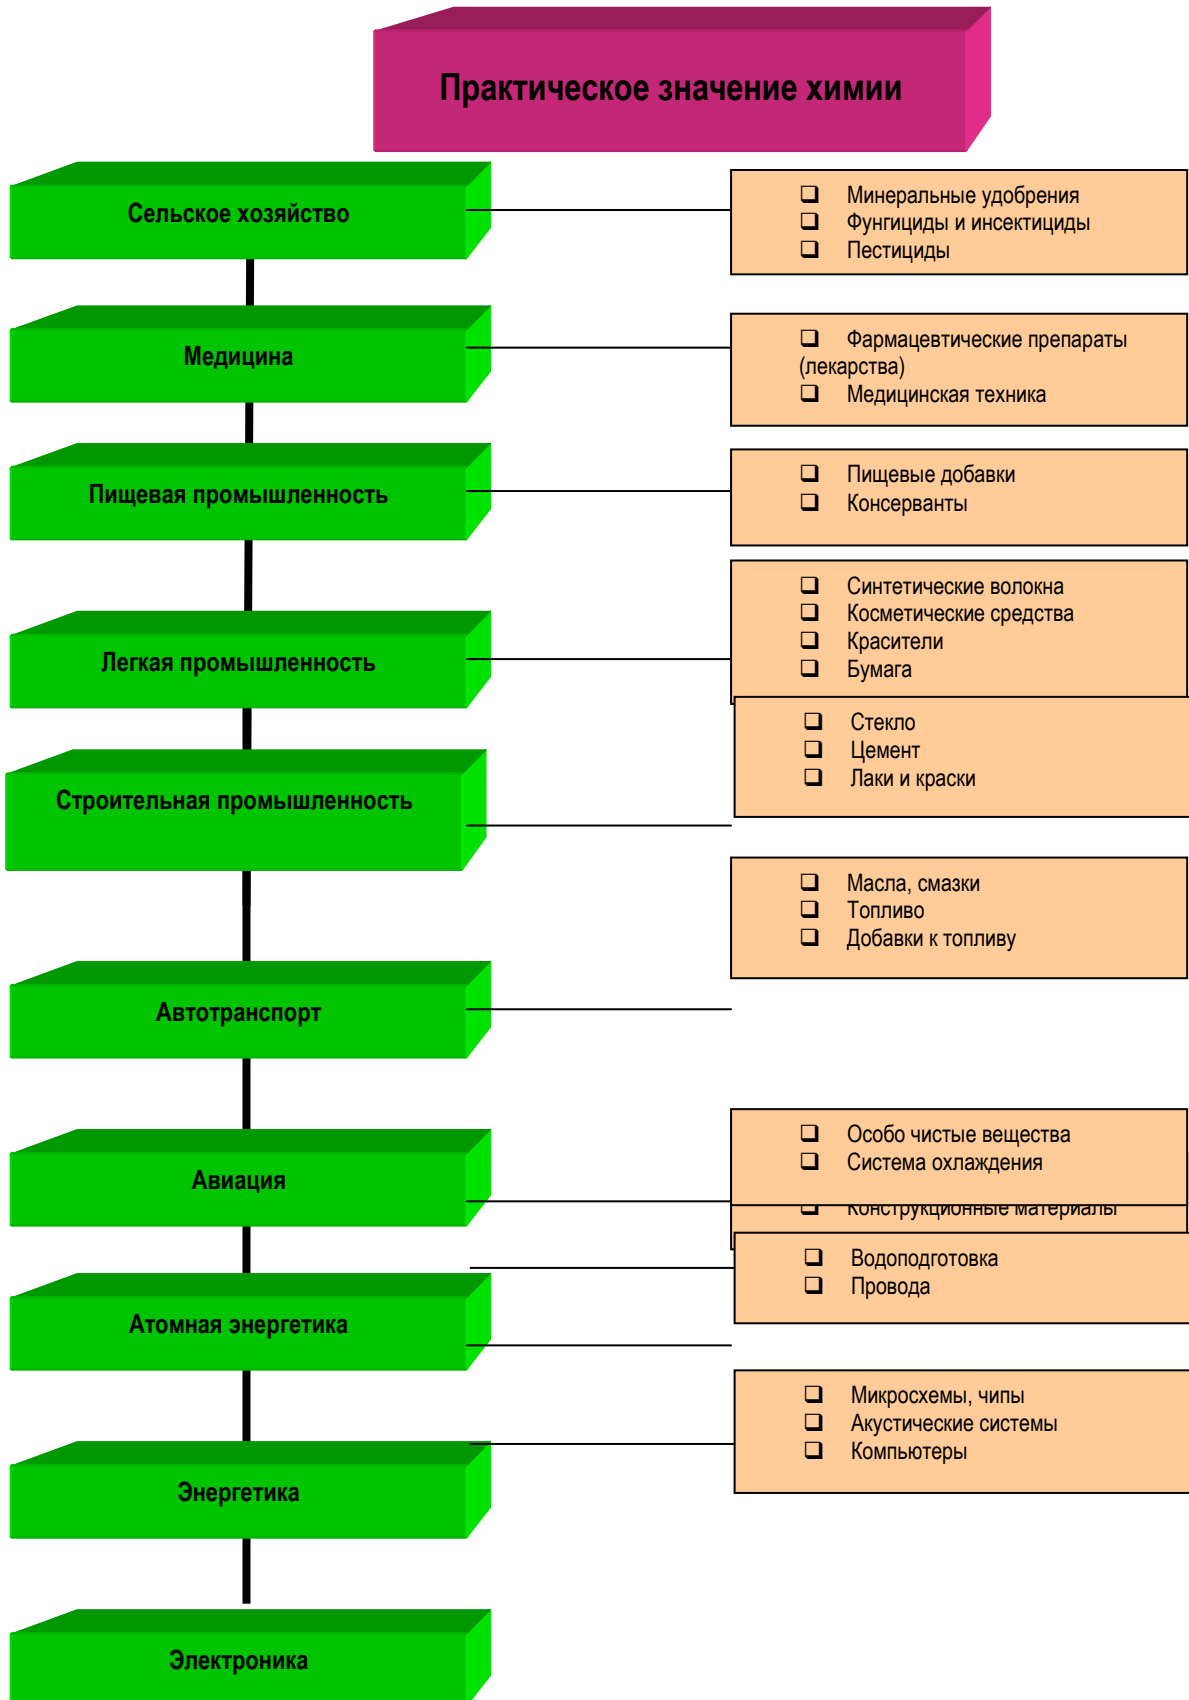 Практическое значение химии
Сельское хозяйство
Минеральные удобрения
Фунгициды и инсектициды
Пестициды
Медицина
Фармацевтические препараты
(лекарства)
Медицинская техника
Пищевая промышленность
Пищевые добавки
Консерванты
Легкая промышленность
Синтетические волокна
Косметические средства
Красители
Бумага
Строительная промышленность
Стекло
Цемент
Лаки и краски
Масла, смазки
Топливо
Добавки к топливу
Автотранспорт
Авиация
Особо чистые вещества
Система охлаждения
Конструкционные материалы
Атомная энергетика
Водоподготовка
Провода
Микросхемы, чипы
Акустические системы
Компьютеры
Энергетика
Электроника